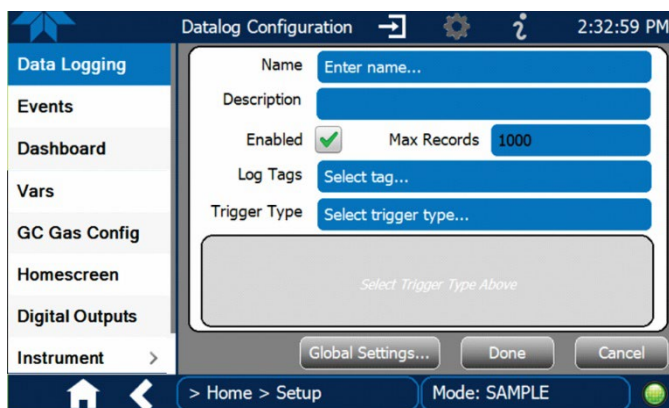 Datalog Configuration 2:32:59 PM
Data Logging
Events
Dashboard
Vars
GC Gas Config
Homescreen
Digital Outputs
Instrument >
Name Enter name...
Description
Enabled Max Records 1000
Log Tags Select tag...
Trigger Type Select trigger type...
Select Trigger Type Above
Global Settings... Done Cancel
> Home > Setup Mode: SAMPLE